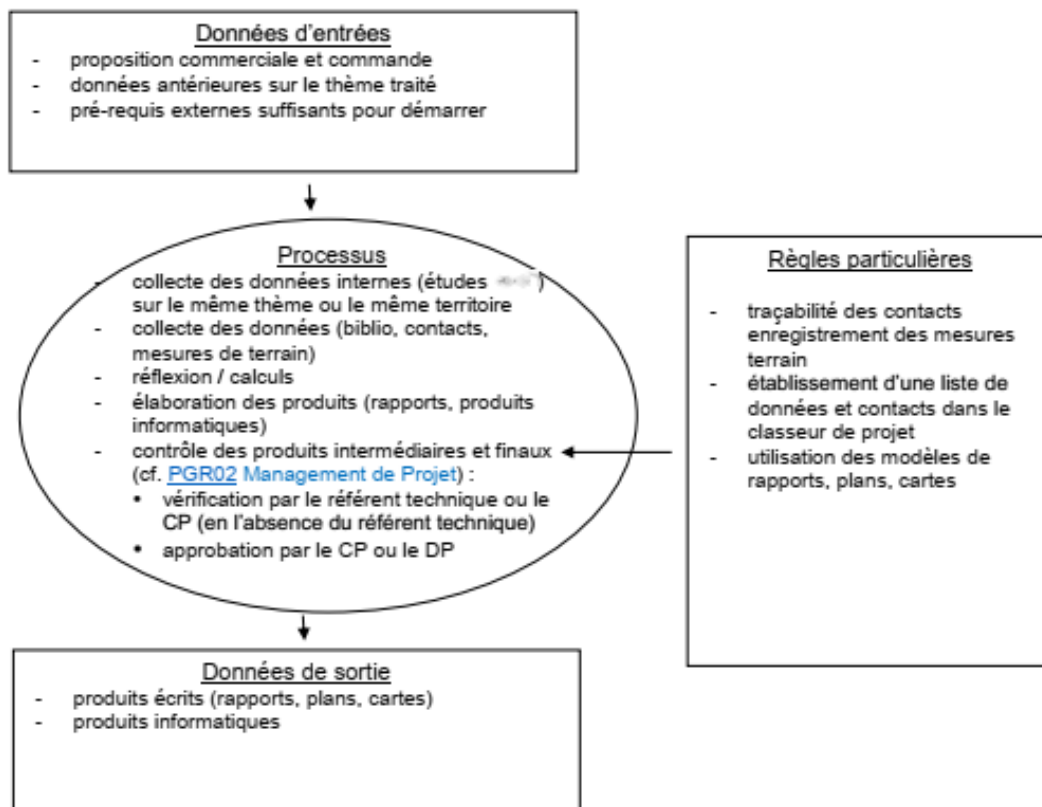 Données d'entrées
- proposition commerciale et commande
- données antérieures sur le thème traité
- pré-requis externes suffisants pour démarrer
Processus
- collecte des données internes (études )
sur le même thème ou le même territoire
- collecte des données (biblio, contacts,
mesures de terrain)
- réflexion / calculs
- élaboration des produits (rapports, produits
informatiques)
- contrôle des produits intermédiaires et finaux
(cf. PGR02 Management de Projet) :
• vérification par le référent technique ou le
CP (en l'absence du référent technique)
• approbation par le CP ou le DP
Règles particulières
- traçabilité des contacts
enregistrement des mesures
terrain
- établissement d'une liste de
données et contacts dans le
classeur de projet
- utilisation des modèles de
rapports, plans, cartes
Données de sortie
- produits écrits (rapports, plans, cartes)
- produits informatiques